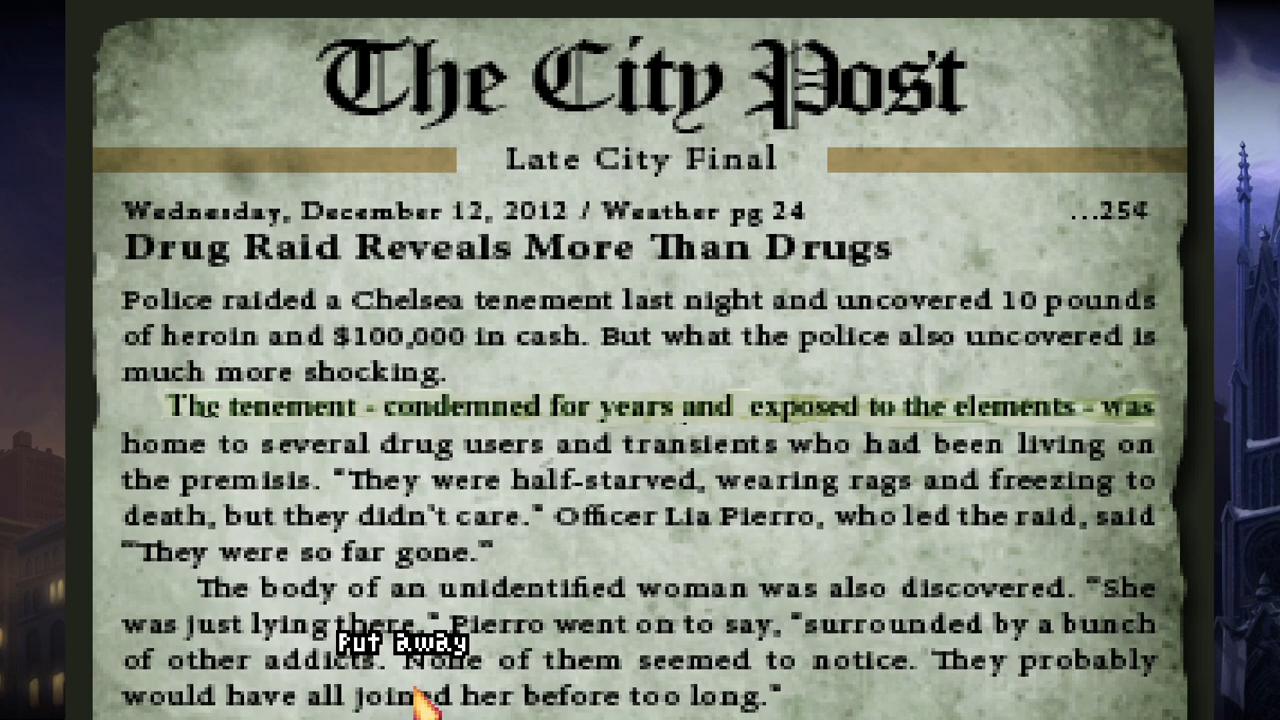 The City Post
Late City Final
Wednesday, December 12, 2012 / Weather pg 24 ...25¢
Drug Raid Reveals More Than Drugs
Police raided a Chelsea tenement last night and uncovered 10 pounds
of heroin and $100,000 in cash. But what the police also uncovered is
much more shocking.
The tenement - condemned for years and exposed to the elements - was
home to several drug users and transients who had been living on
the premisis. "They were half-starved, wearing rags and freezing to
death, but they didn't care." Officer Lia Pierro, who led the raid, said
"'They were so far gone.'"
The body of an unidentified woman was also discovered. "She
was just lying there," Pierro went on to say, "surrounded by a bunch
Put away
of other addicts. None of them seemed to notice. They probably
would have all joined her before too long."